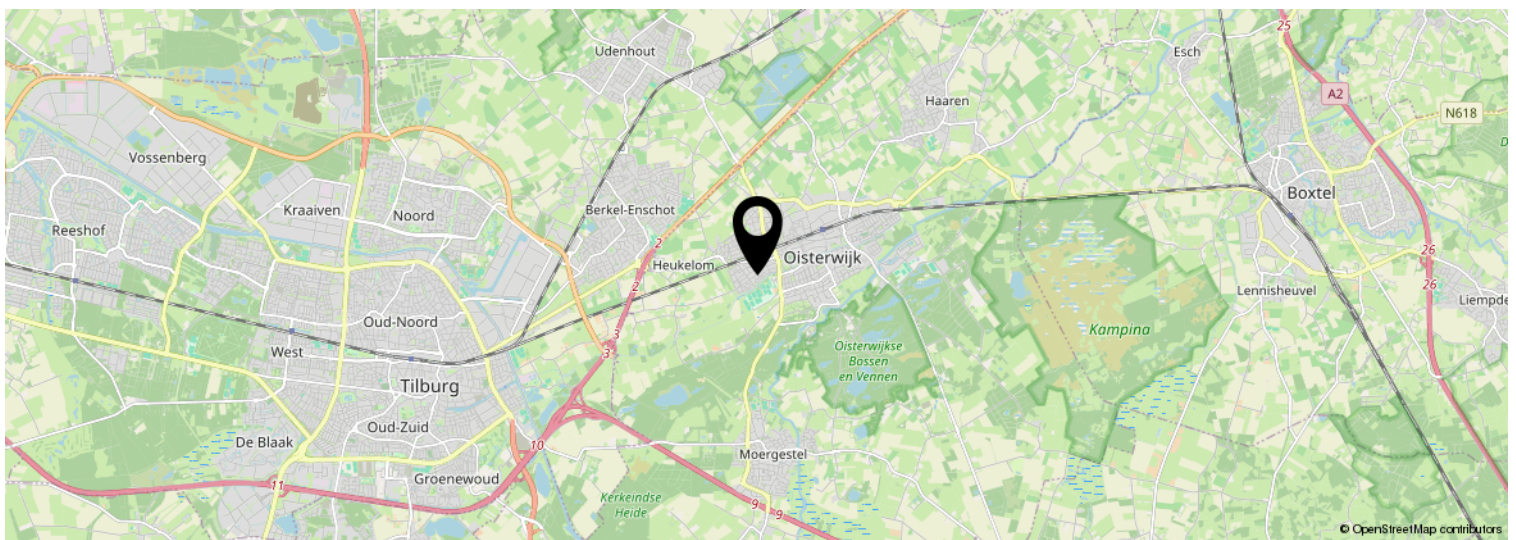 Udenhout
Esch
25
A2
Haaren
N618
D
Vossenberg
Boxtel
Kraaiven
Noord
Berkel-Enschot
Reeshof
2
26
Heukelom
Oisterwijk
2
26
Lennisheuvel
Liempde
Oud-Noord
3
Kampina
West
3
Oisterwijkse
Bossen
en Vennen
Tilburg
Oud-Zuid
De Blaak
10
Moergestel
Groenewoud
11
Kerkeindse
Heide
9
9
© OpenStreetMap contributors